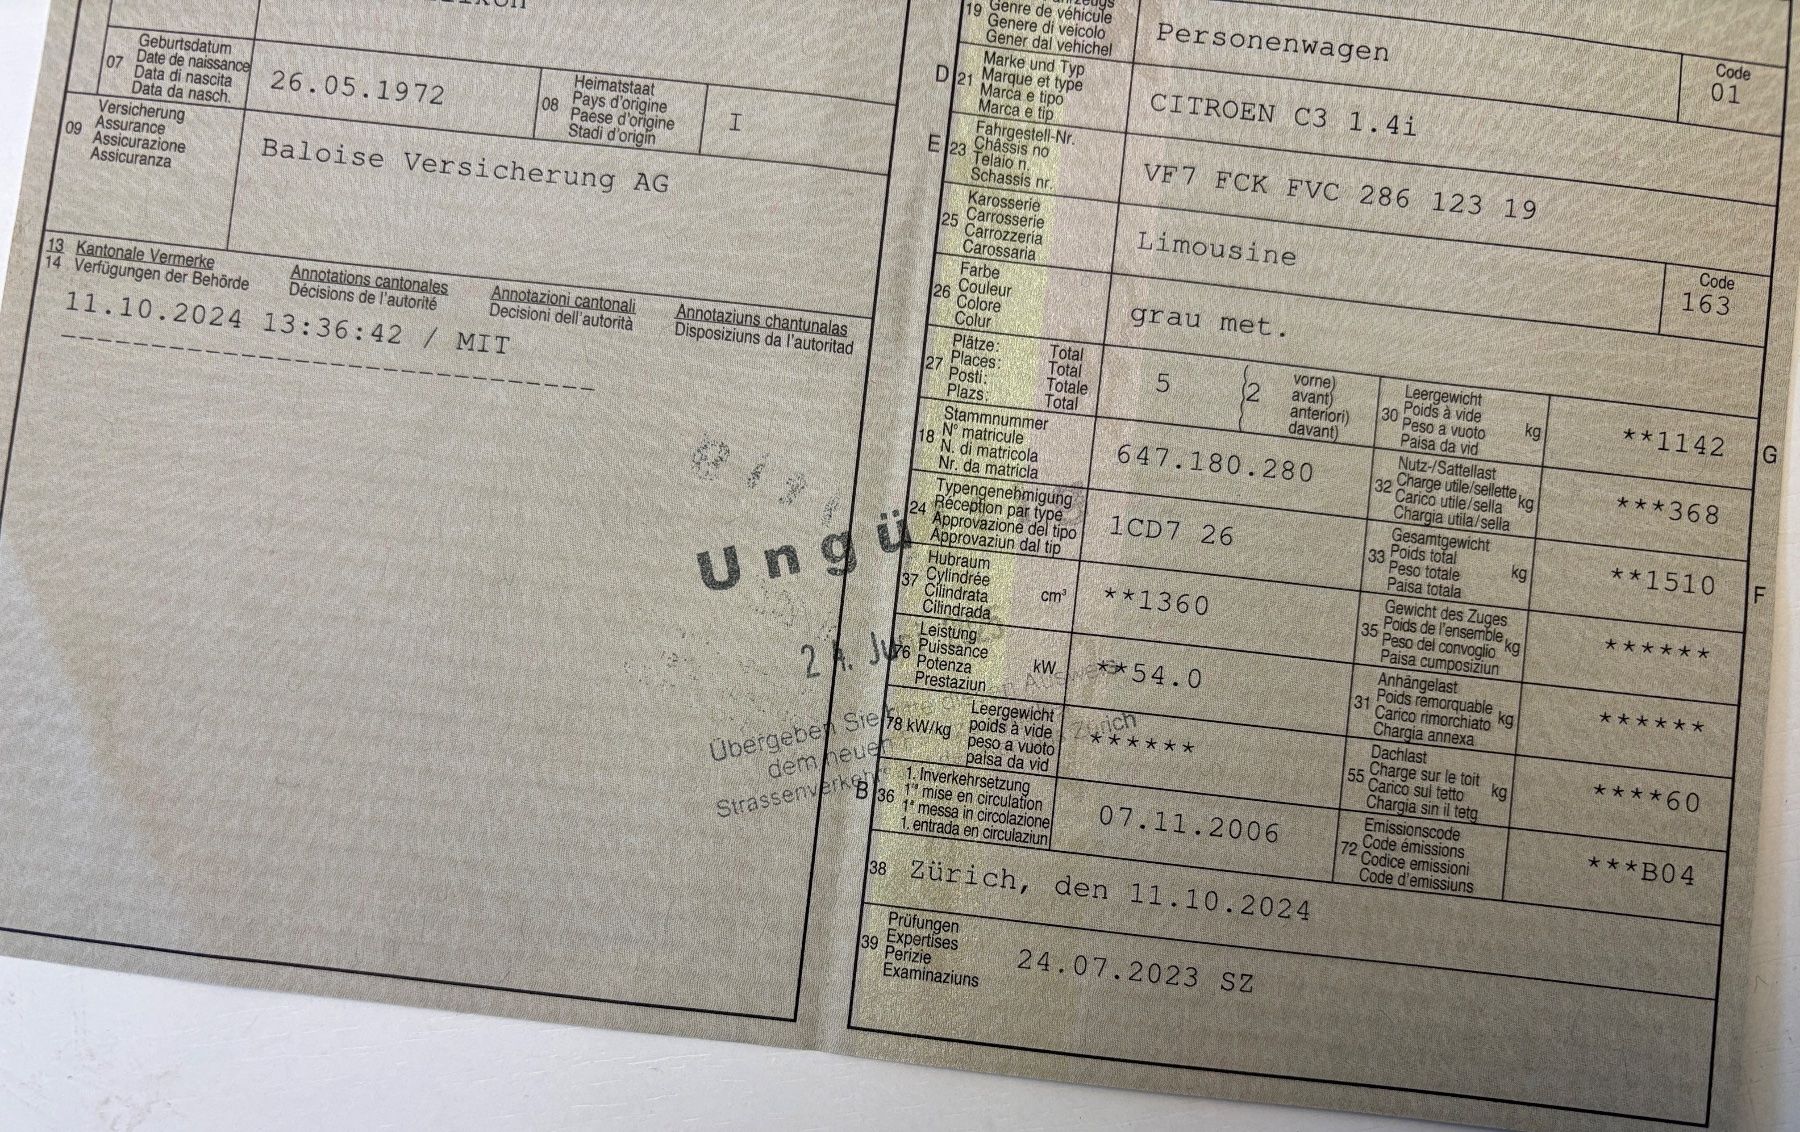 07 Geburtsdatum
Date de naissance
Data di nascita
Data da nasch.
26.05.1972
08 Heimatstaat
Pays d'origine
Paese d'origine
Stadi d'origin
I
09 Versicherung
Assurance
Assicurazione
Assicuranza
Baloise Versicherung AG
13 Kantonale Vermerke
14 Verfügungen der Behörde
Annotations cantonales
Décisions de l'autorité
Annotazioni cantonali
Decisioni dell'autorità
Annotaziuns chantunalas
Disposiziuns da l'autoritad
11.10.2024 13:36:42 / MIT
Ungü
Übergeben Sie
dem neuen
Strassenverkeh
Zürich
19 Genre de véhicule
Genere di veicolo
Gener dal vehichel
Personenwagen
Code
01
D 21 Marke und Typ
Marque et type
Marca e tipo
Marca e tip
CITROEN C3 1.4i
E 23 Fahrgestell-Nr.
Châssis no
Telaio n.
Schassis nr.
VF7 FCK FVC 286 123 19
25 Karosserie
Carrosserie
Carrozzeria
Carossaria
Limousine
Code
163
26 Farbe
Couleur
Colore
Colur
grau met.
27 Plätze: Total
Places: Total
Posti: Totale
Plazs: Total
5 (2 vorne)
avant)
anteriori)
davant)
30 Leergewicht
Poids à vide
Peso a vuoto kg
Paisa da vid
**1142 G
18 Stammnummer
N° matricule
N. di matricola
Nr. da matricla
647.180.280
32 Nutz-/Sattellast
Charge utile/sellette
Carico utile/sella kg
Chargia utila/sella
***368
24 Typengenehmigung
Réception par type
Approvazione del tipo
Approvaziun dal tip
1CD7 26
33 Gesamtgewicht
Poids total
Peso totale kg
Paisa totala
**1510 F
37 Hubraum
Cylindrée
Cilindrata cm³
Cilindrada
**1360
35 Gewicht des Zuges
Poids de l'ensemble
Peso del convoglio kg
Paisa cumposiziun
******
76 Leistung
Puissance
Potenza kW
Prestaziun
**54.0
31 Anhängelast
Poids remorquable kg
Carico rimorchiato
Chargia annexa
******
78 kW/kg Leergewicht
poids à vide
peso a vuoto
paisa da vid
******
55 Dachlast
Charge sur le toit
Carico sul tetto kg
Chargia sin il tetg
****60
B 36 1. Inverkehrsetzung
1re mise en circulation
1a messa in circolazione
1. entrada en circulaziun
07.11.2006
72 Emissionscode
Code émissions
Codice emissioni
Code d'emissiuns
***B04
38 Zürich, den 11.10.2024
39 Prüfungen
Expertises
Perizie
Examinaziuns
24.07.2023 SZ